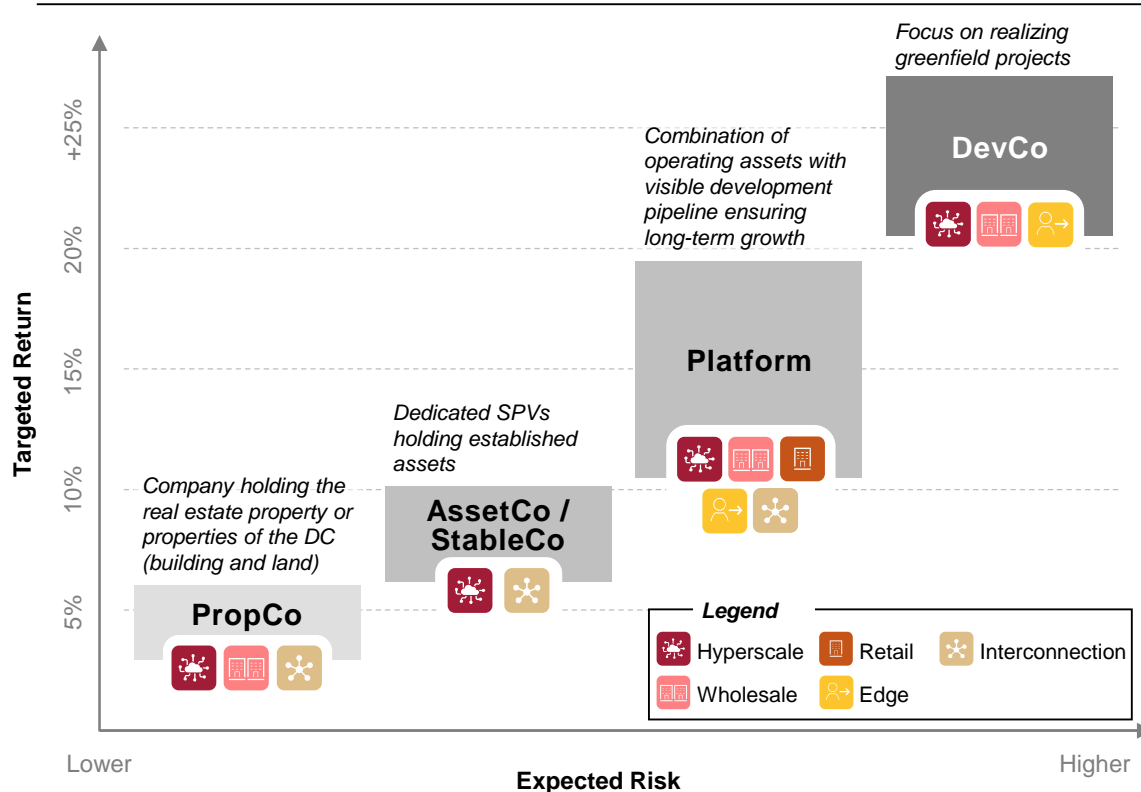 Focus on realizing
greenfield projects
+25%
DevCo
Combination of
operating assets with
visible development
pipeline ensuring
long-term growth
20%
Platform
15%
Targeted Return
Dedicated SPVs
holding established
assets
10%
AssetCo /
StableCo
Company holding the
real estate property or
properties of the DC
(building and land)
5%
PropCo
Legend
Hyperscale
Retail
Interconnection
Wholesale
Edge
Lower
Expected Risk
Higher